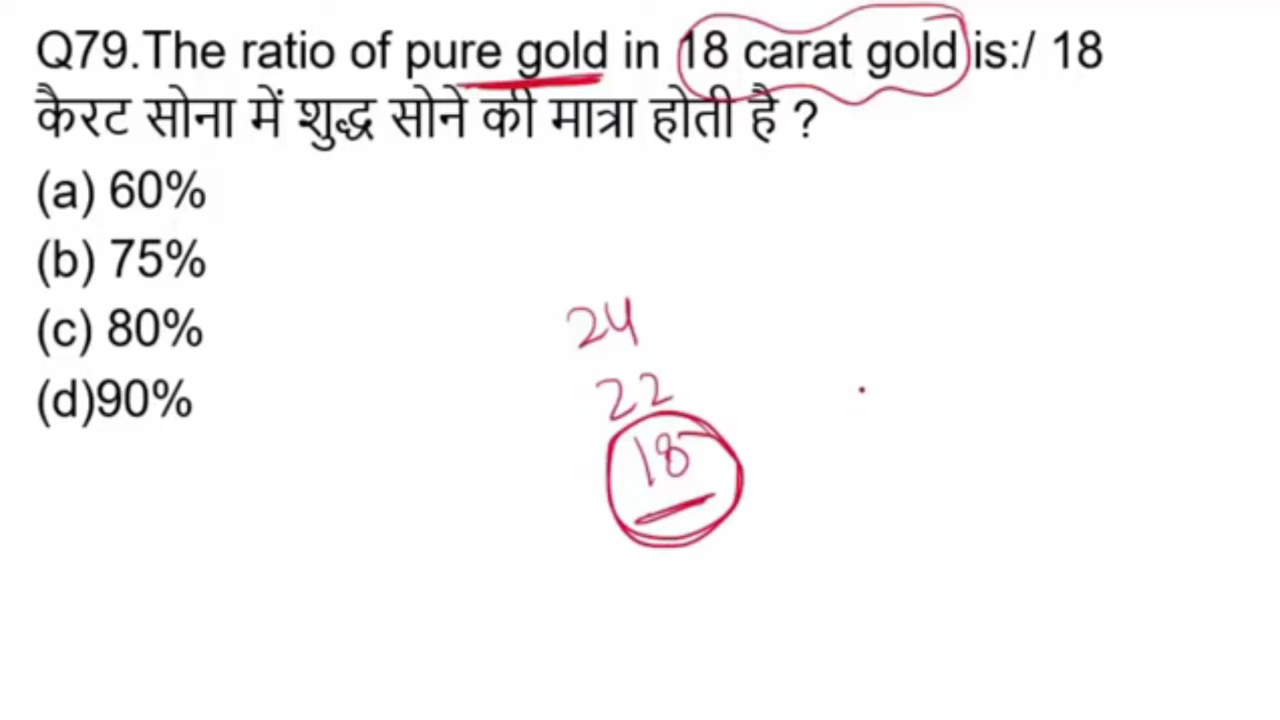 Q79.The ratio of pure gold in 18 carat gold is:/ 18
कैरट सोना में शुद्ध सोने की मात्रा होती है ?
(a) 60%
(b) 75%
(c) 80%
(d)90%
24
22
18